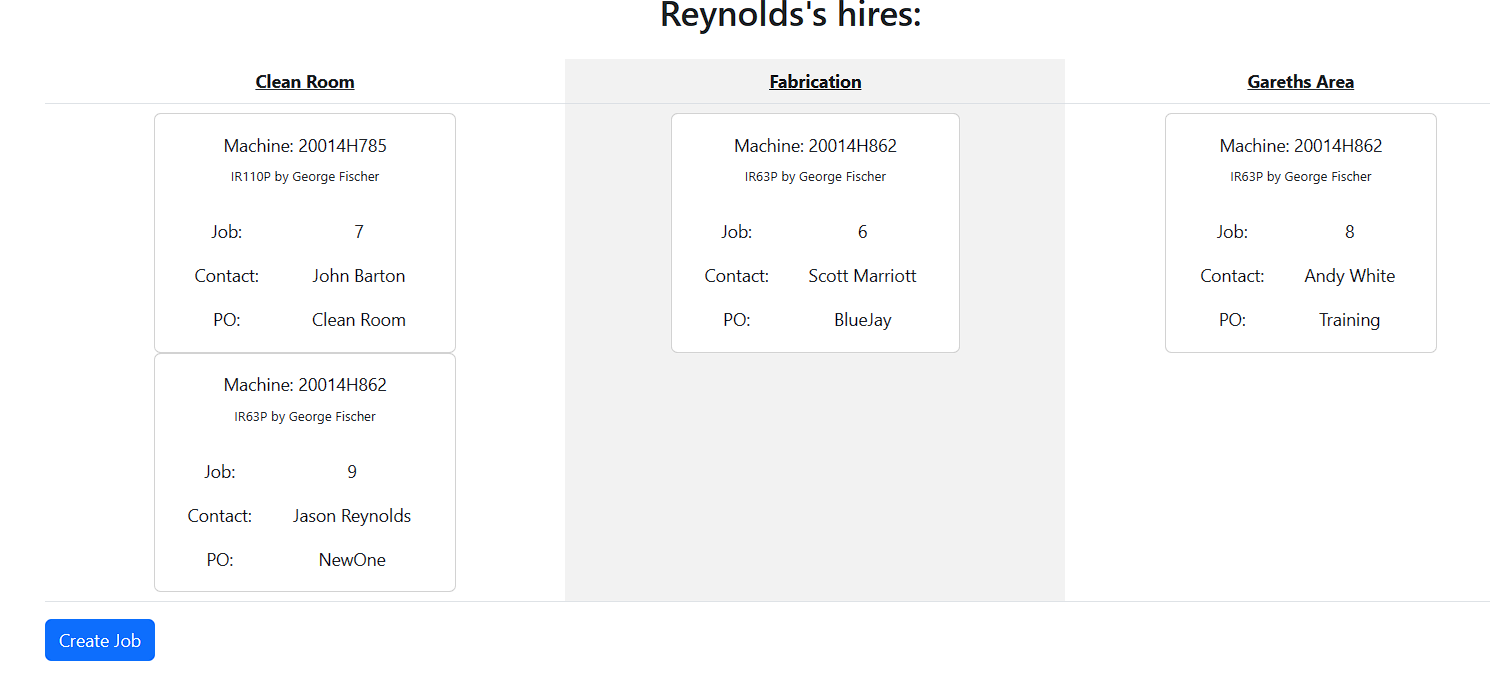 Reynolds's hires:
Clean Room Fabrication Gareths Area
Machine: 20014H785
IR110P by George Fischer
Job: 7
Contact: John Barton
PO: Clean Room
Machine: 20014H862
IR63P by George Fischer
Job: 9
Contact: Jason Reynolds
PO: NewOne
Machine: 20014H862
IR63P by George Fischer
Job: 6
Contact: Scott Marriott
PO: BlueJay
Machine: 20014H862
IR63P by George Fischer
Job: 8
Contact: Andy White
PO: Training
Create Job